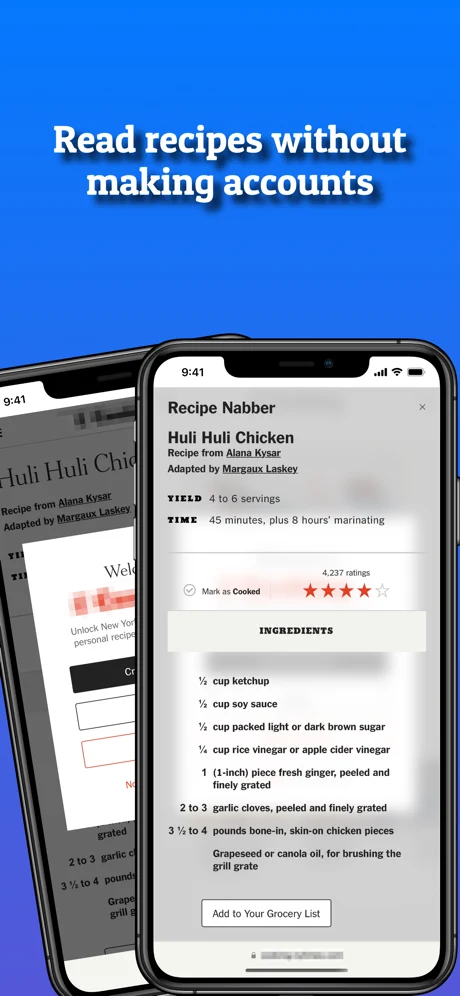 Read recipes without
making accounts
9:41
Huli Huli Chic
Recipe from Alana Kysar
Adapted by Margaux Laskey
YI
TI
Welc
Unlock New Yor
personal recipe
Cr
No
grated
2 to 3 garlic cl
3 ½ to 4 pounds
Grape
grill g
9:41
Recipe Nabber
×
Huli Huli Chicken
Recipe from Alana Kysar
Adapted by Margaux Laskey
YIELD 4 to 6 servings
TIME 45 minutes, plus 8 hours’ marinating
4,237 ratings
Mark as Cooked
INGREDIENTS
½ cup ketchup
½ cup soy sauce
½ cup packed light or dark brown sugar
¼ cup rice vinegar or apple cider vinegar
1 (1-inch) piece fresh ginger, peeled and
finely grated
2 to 3 garlic cloves, peeled and finely grated
3 ½ to 4 pounds bone-in, skin-on chicken pieces
Grapeseed or canola oil, for brushing the
grill grate
Add to Your Grocery List